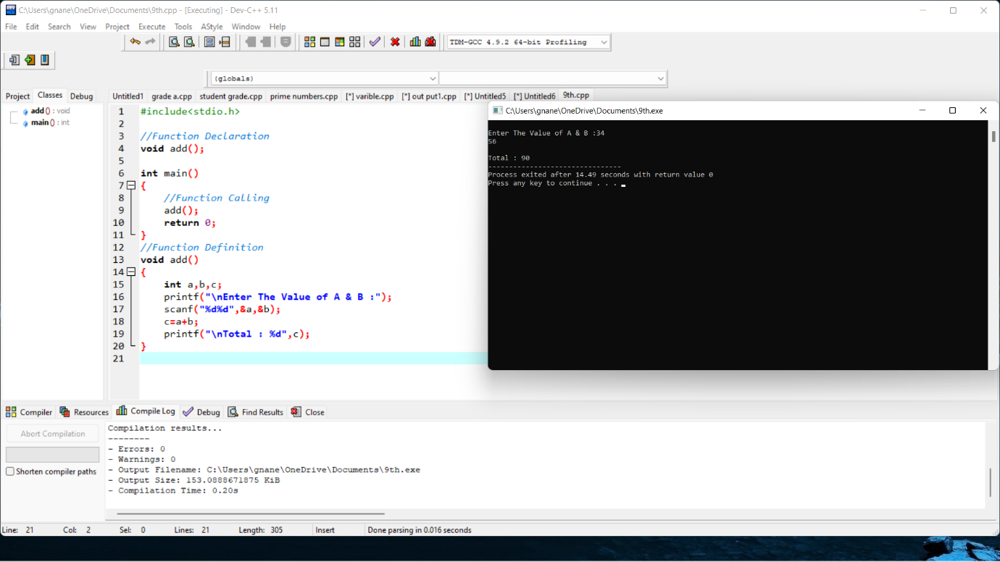 C:\Users\gnane\OneDrive\Documents\9th.cpp - [Executing] - Dev-C++ 5.11
File Edit Search View Project Execute Tools AStyle Window Help
TDM-GCC 4.9.2 64-bit Profiling
(globals)
Project Classes Debug
add() : void
main() : int
Untitled1 grade a.cpp student grade.cpp prime numbers.cpp [*] varible.cpp [*] out put1.cpp [*] Untitled5 [*] Untitled6 9th.cpp
1 #include<stdio.h>
2
3 //Function Declaration
4 void add();
5
6 int main()
7 {
8 //Function Calling
9 add();
10 return 0;
11 }
12 //Function Definition
13 void add()
14 {
15 int a,b,c;
16 printf("\nEnter The Value of A & B :");
17 scanf("%d%d",&a,&b);
18 c=a+b;
19 printf("\nTotal : %d",c);
20 }
21
C:\Users\gnane\OneDrive\Documents\9th.exe
Enter The Value of A & B :34
56
Total : 90
--------------------------------
Process exited after 14.49 seconds with return value 0
Press any key to continue . . .
Compiler Resources Compile Log Debug Find Results Close
Abort Compilation
Shorten compiler paths
Compilation results...
--------
- Errors: 0
- Warnings: 0
- Output Filename: C:\Users\gnane\OneDrive\Documents\9th.exe
- Output Size: 153.0888671875 KiB
- Compilation Time: 0.20s
Line: 21 Col: 2 Sel: 0 Lines: 21 Length: 305 Insert Done parsing in 0.016 seconds